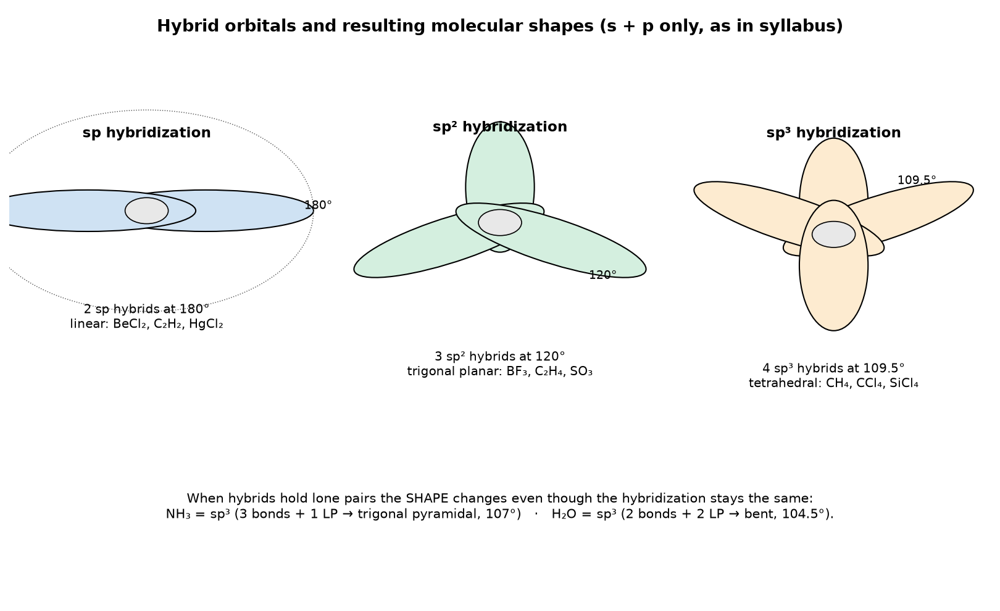 Hybrid orbitals and resulting molecular shapes (s + p only, as in syllabus)
sp hybridization
180°
2 sp hybrids at 180°
linear: BeCl₂, C₂H₂, HgCl₂
sp² hybridization
120°
3 sp² hybrids at 120°
trigonal planar: BF₃, C₂H₄, SO₃
sp³ hybridization
109.5°
4 sp³ hybrids at 109.5°
tetrahedral: CH₄, CCl₄, SiCl₄
When hybrids hold lone pairs the SHAPE changes even though the hybridization stays the same:
NH₃ = sp³ (3 bonds + 1 LP → trigonal pyramidal, 107°)   ·   H₂O = sp³ (2 bonds + 2 LP → bent, 104.5°).